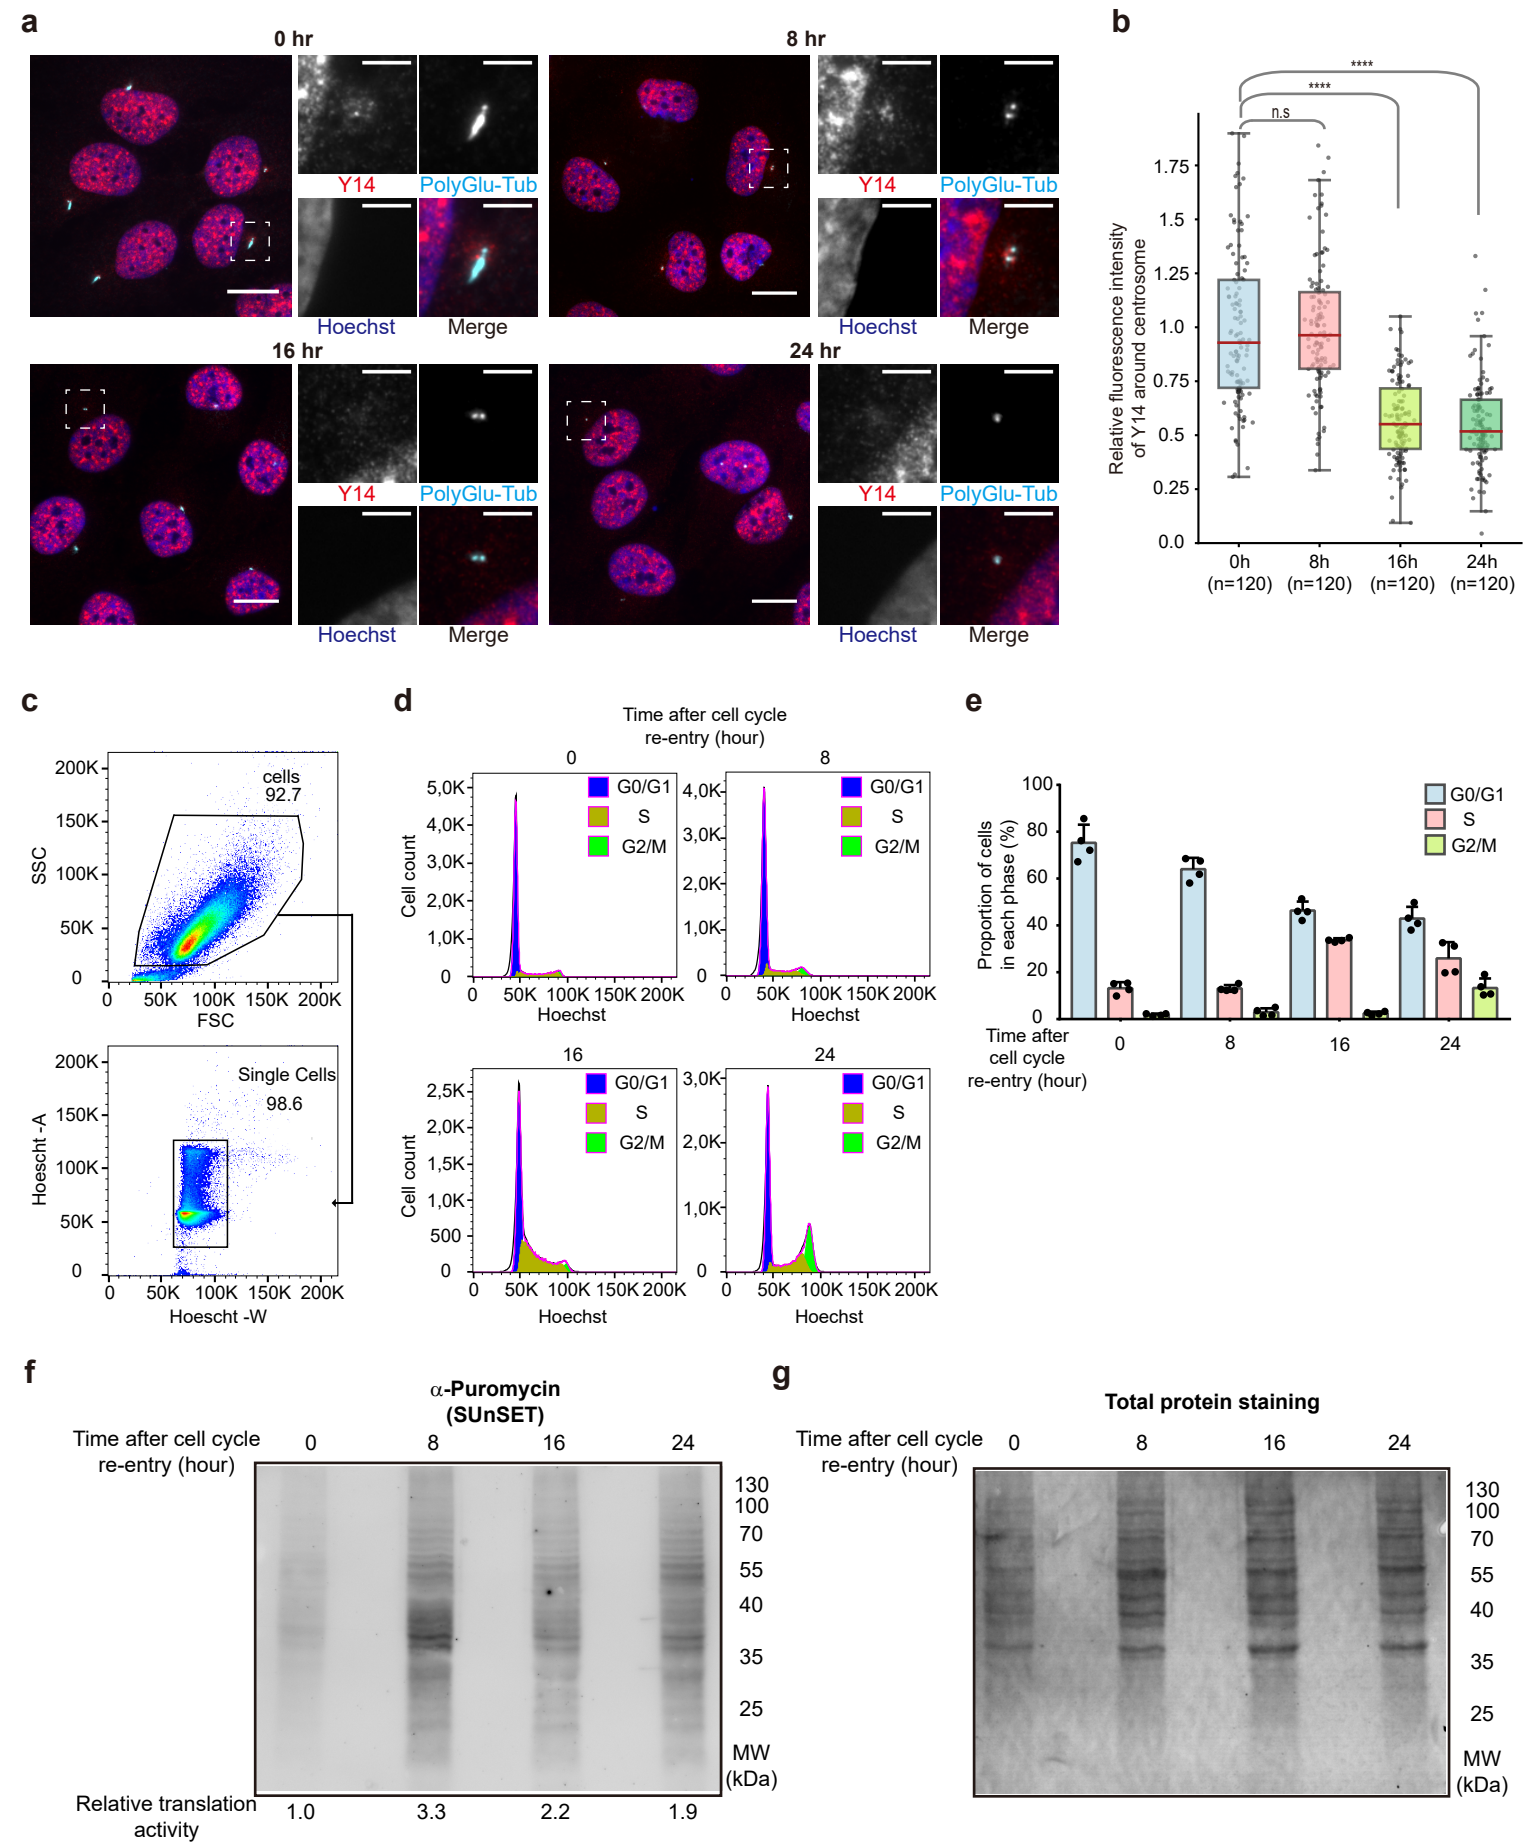 a
0 hr
8 hr
Y14
PolyGlu-Tub
Y14
PolyGlu-Tub
Hoechst
Merge
Hoechst
Merge
16 hr
24 hr
Y14
PolyGlu-Tub
Y14
PolyGlu-Tub
Hoechst
Merge
Hoechst
Merge
b
****
****
n.s
Relative fluorescence intensity
of Y14 around centrosome
1.75
1.5
1.25
1.0
0.75
0.5
0.25
0.0
0h
8h
16h
24h
(n=120)
(n=120)
(n=120)
(n=120)
c
cells
92.7
SSC
200K
150K
100K
50K
0
0
50K
100K
150K
200K
FSC
Single Cells
98.6
Hoescht -A
200K
150K
100K
50K
0
0
50K
100K
150K
200K
Hoescht -W
d
Time after cell cycle
re-entry (hour)
0
8
Cell count
5,0K
4,0K
3,0K
2,0K
1,0K
0
G0/G1
S
G2/M
0
50K
100K
150K
200K
Hoechst
4,0K
3,0K
2,0K
1,0K
0
G0/G1
S
G2/M
0
50K
100K
150K
200K
Hoechst
16
24
Cell count
2,5K
2,0K
1,5K
1,0K
500
0
G0/G1
S
G2/M
0
50K
100K
150K
200K
Hoechst
3,0K
2,0K
1,0K
0
G0/G1
S
G2/M
0
50K
100K
150K
200K
Hoechst
e
Proportion of cells
in each phase (%)
100
80
60
40
20
0
G0/G1
S
G2/M
Time after
cell cycle
re-entry (hour)
0
8
16
24
f
α-Puromycin
(SUnSET)
Time after cell cycle
re-entry (hour)
0
8
16
24
130
100
70
55
40
35
25
MW
(kDa)
Relative translation
activity
1.0
3.3
2.2
1.9
g
Total protein staining
Time after cell cycle
re-entry (hour)
0
8
16
24
130
100
70
55
40
35
25
MW
(kDa)